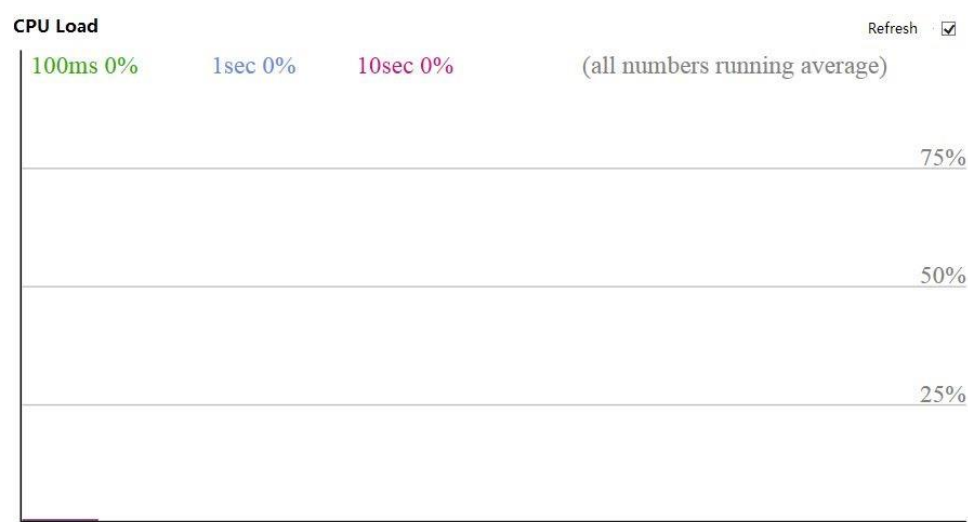 CPU Load
Refresh
100ms 0% 1sec 0% 10sec 0% (all numbers running average)
75%
50%
25%